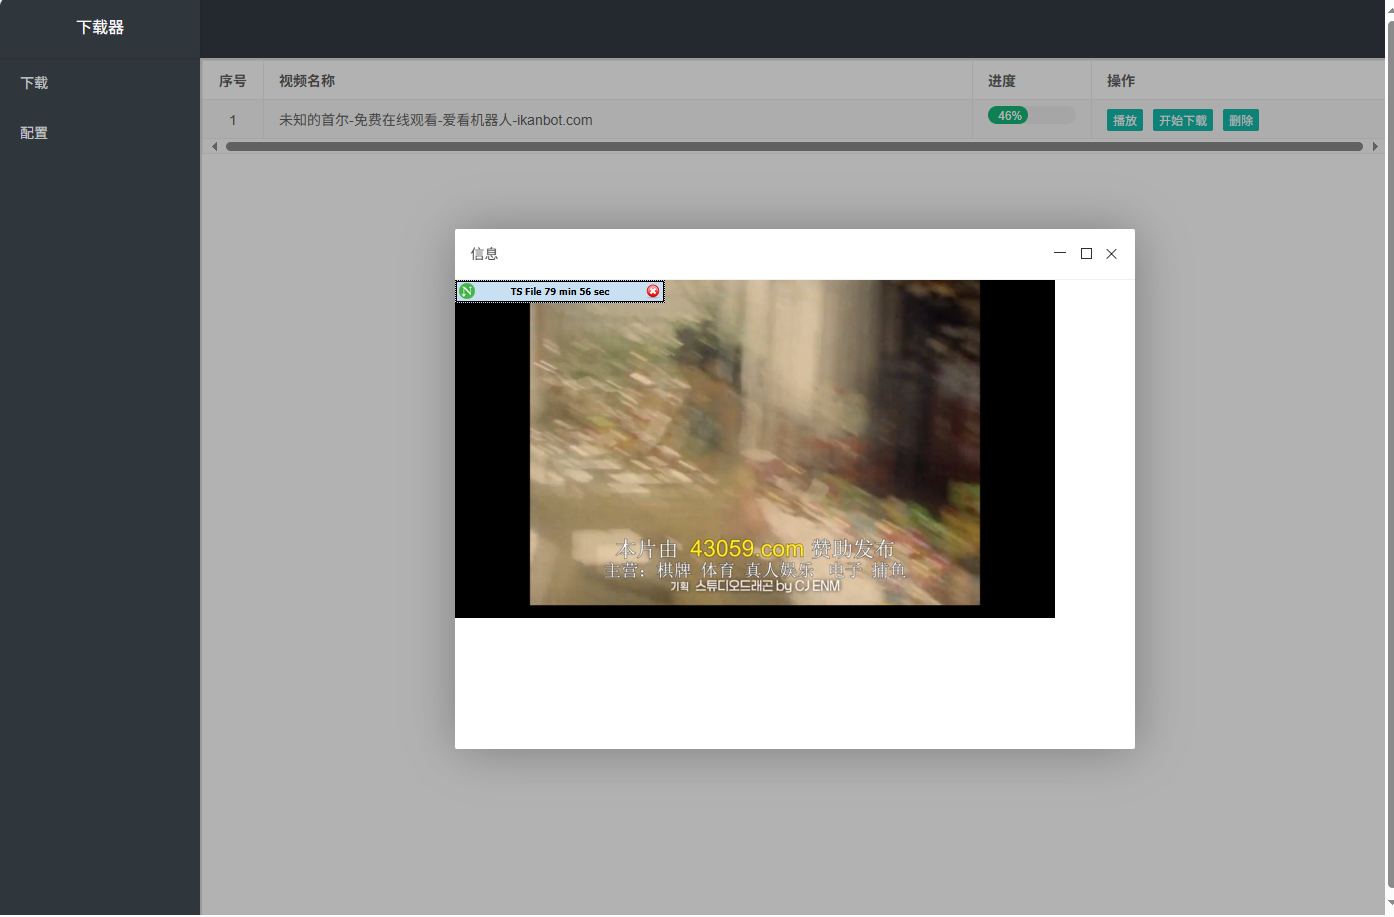 下载器
下载
配置
序号 视频名称 进度 操作
1 未知的首尔-免费在线观看-爱看机器人-ikanbot.com 46% 播放 开始下载 删除
信息
N TS File 79 min 56 sec
本片由 43059.com 赞助发布
主营：棋牌 体育 真人娱乐 电子 捕鱼
기획 스튜디오드래곤 by CJ ENM